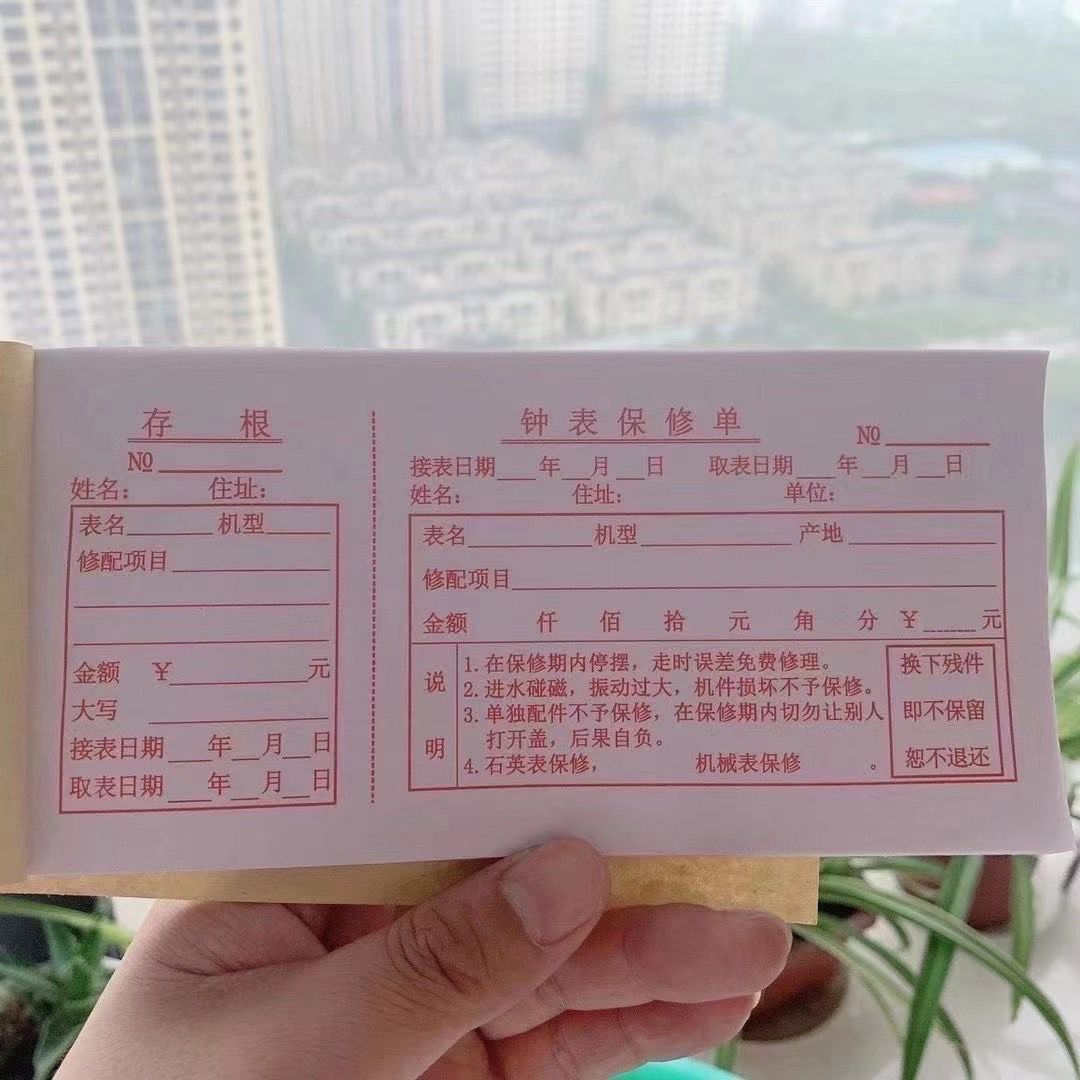 存 根
№
姓名： 住址：
表名 机型
修配项目
金额 ￥ 元
大写
接表日期 年 月 日
取表日期 年 月 日
钟表保修单
№
接表日期 年 月 日 取表日期 年 月 日
姓名： 住址： 单位：
表名 机型 产地
修配项目
金额 仟 佰 拾 元 角 分 ￥ 元
说明
1. 在保修期内停摆，走时误差免费修理。
2. 进水碰磁，振动过大，机件损坏不予保修。
3. 单独配件不予保修，在保修期内切勿让别人
打开盖，后果自负。
4. 石英表保修， 机械表保修 。
换下残件
即不保留
恕不退还